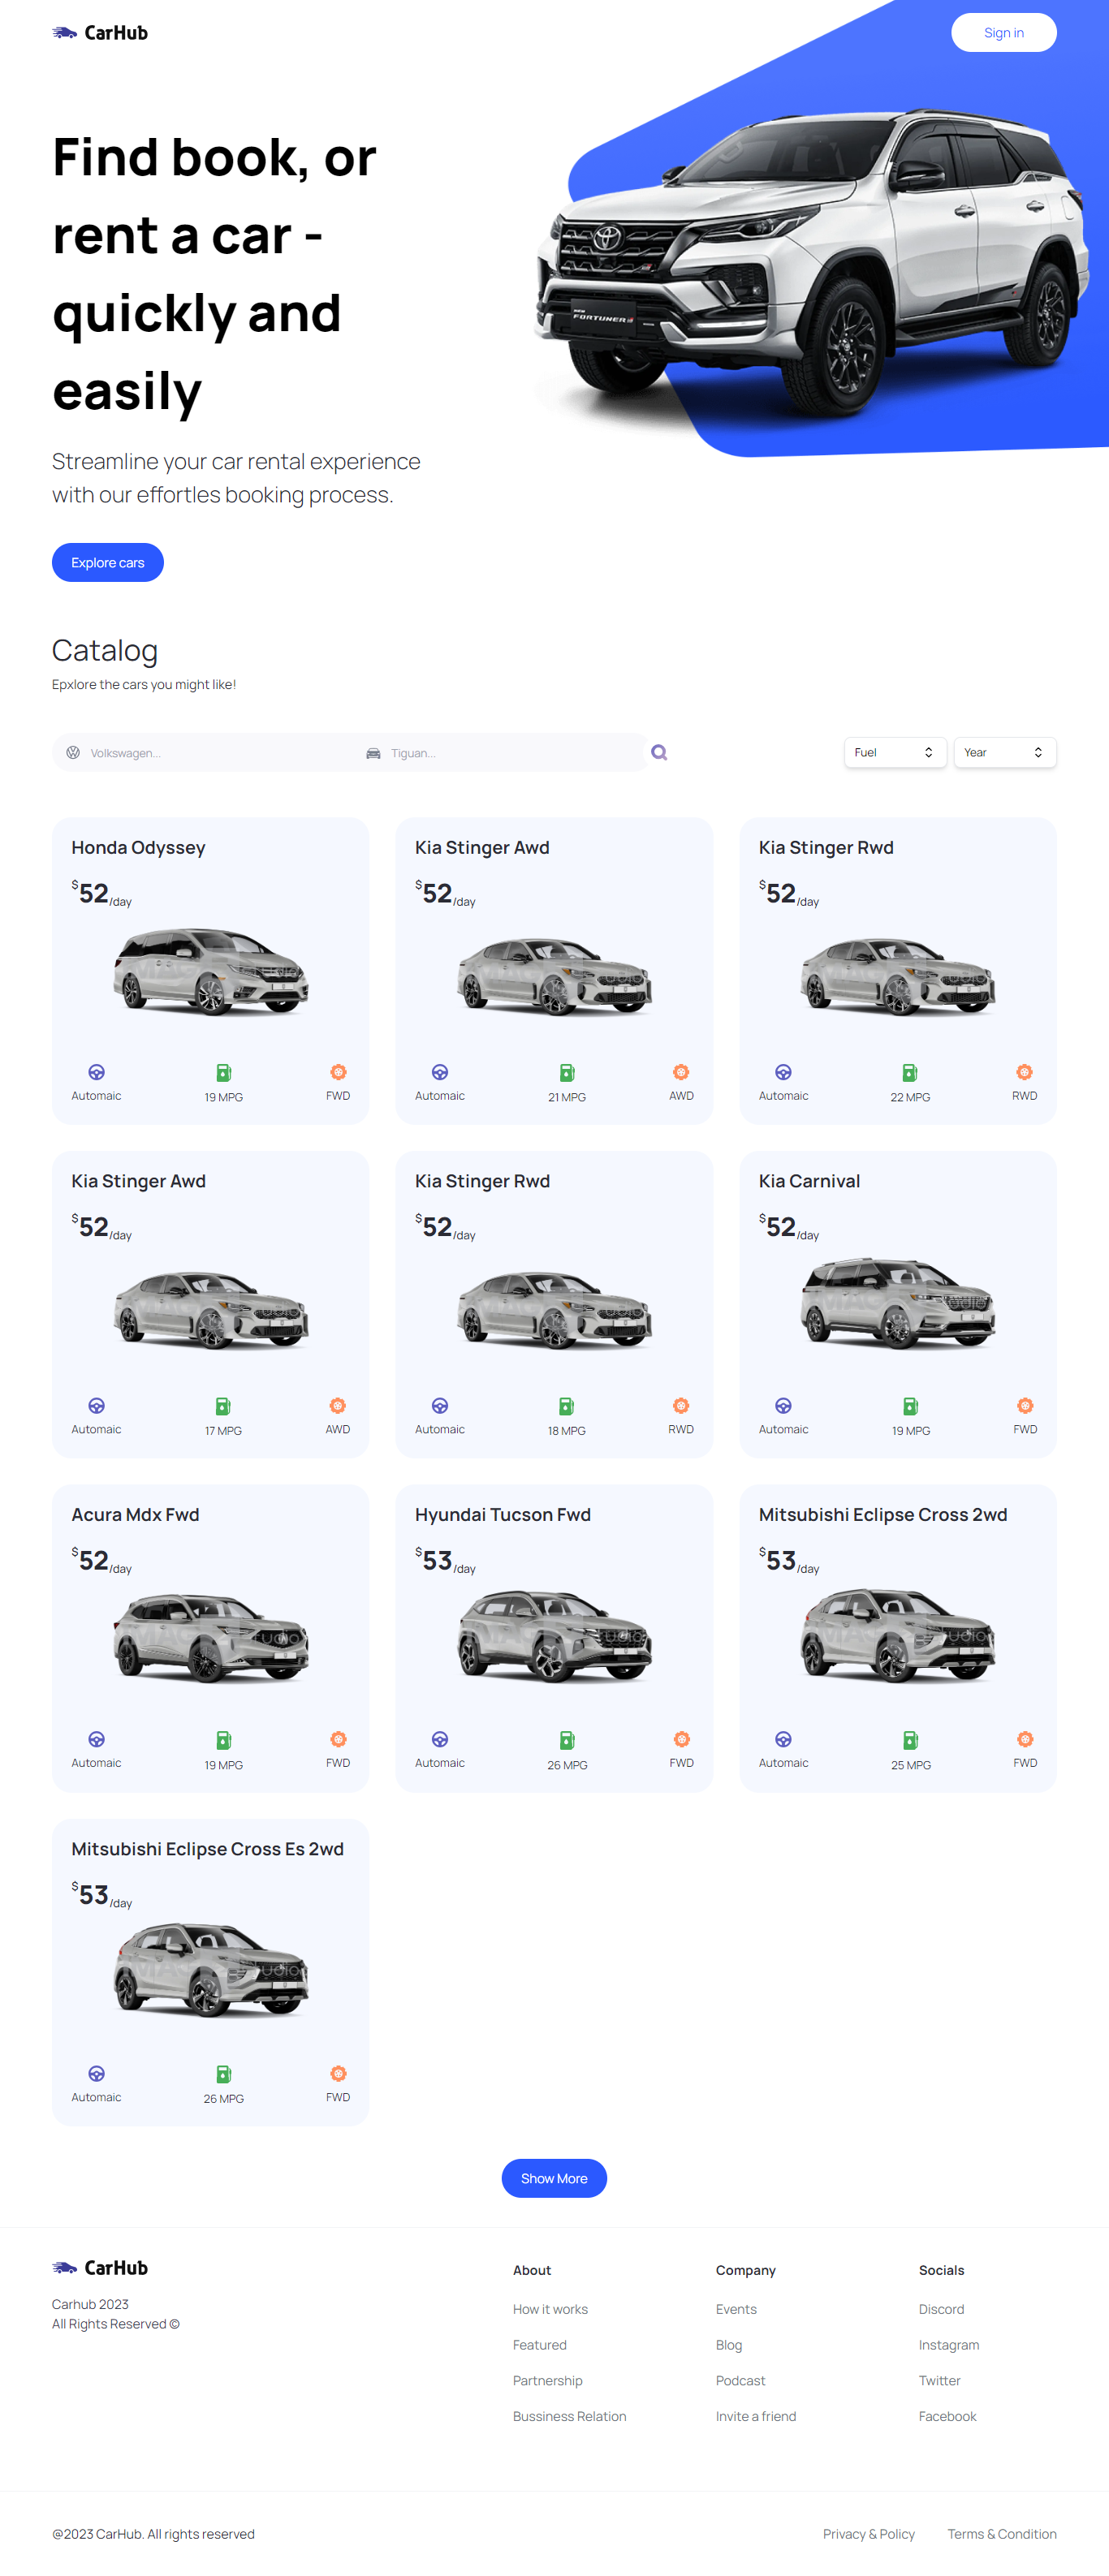 CarHub
Sign in
Find book, or
rent a car -
quickly and
easily
Streamline your car rental experience
with our effortles booking process.
Explore cars
NEW
FORTUNER
Catalog
Epxlore the cars you might like!
Volkswagen...
Tiguan...
Fuel
Year
Honda Odyssey
$52/day
Automaic
19 MPG
FWD
Kia Stinger Awd
$52/day
Automaic
21 MPG
AWD
Kia Stinger Rwd
$52/day
Automaic
22 MPG
RWD
Kia Stinger Awd
$52/day
Automaic
17 MPG
AWD
Kia Stinger Rwd
$52/day
Automaic
18 MPG
RWD
Kia Carnival
$52/day
Automaic
19 MPG
FWD
Acura Mdx Fwd
$52/day
Automaic
19 MPG
FWD
Hyundai Tucson Fwd
$53/day
Automaic
26 MPG
FWD
Mitsubishi Eclipse Cross 2wd
$53/day
Automaic
25 MPG
FWD
Mitsubishi Eclipse Cross Es 2wd
$53/day
Automaic
26 MPG
FWD
Show More
CarHub
Carhub 2023
All Rights Reserved ©
About
How it works
Featured
Partnership
Bussiness Relation
Company
Events
Blog
Podcast
Invite a friend
Socials
Discord
Instagram
Twitter
Facebook
@2023 CarHub. All rights reserved
Privacy & Policy
Terms & Condition